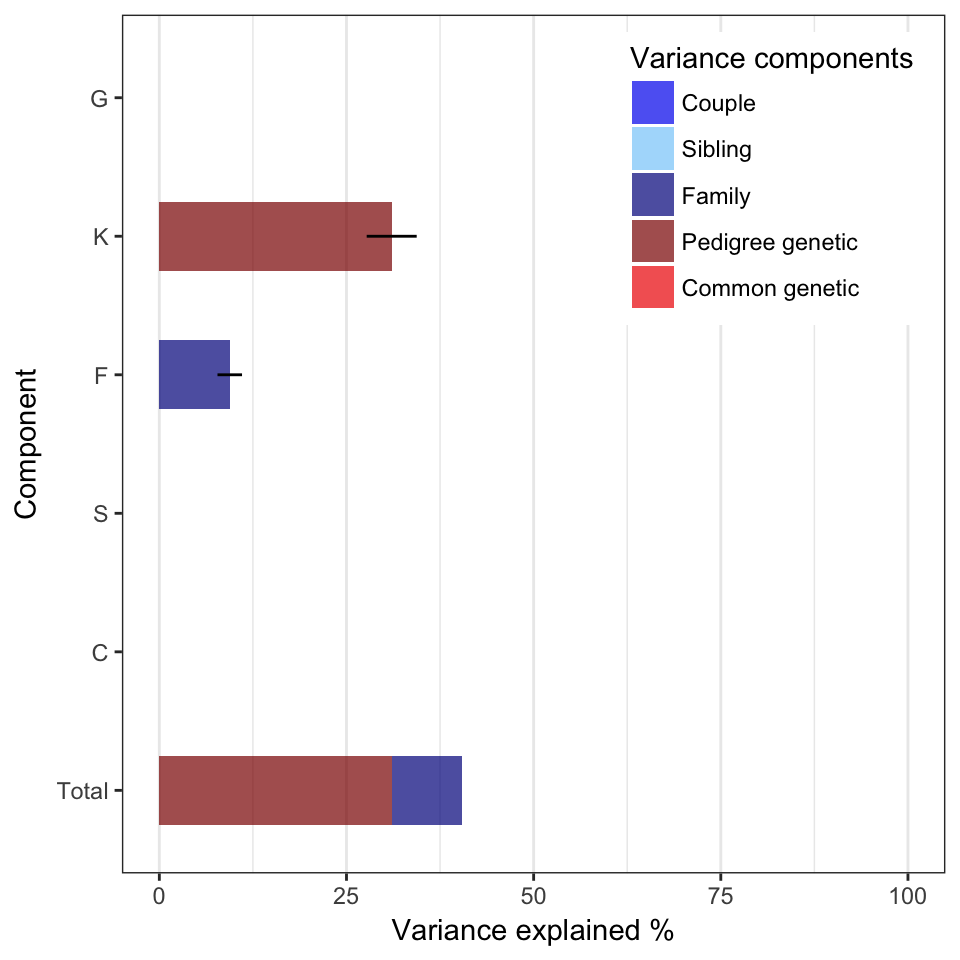 Variance components
Couple
Sibling
Family
Pedigree genetic
Common genetic
G
K
F
S
C
Total
Component
0 25 50 75 100
Variance explained %